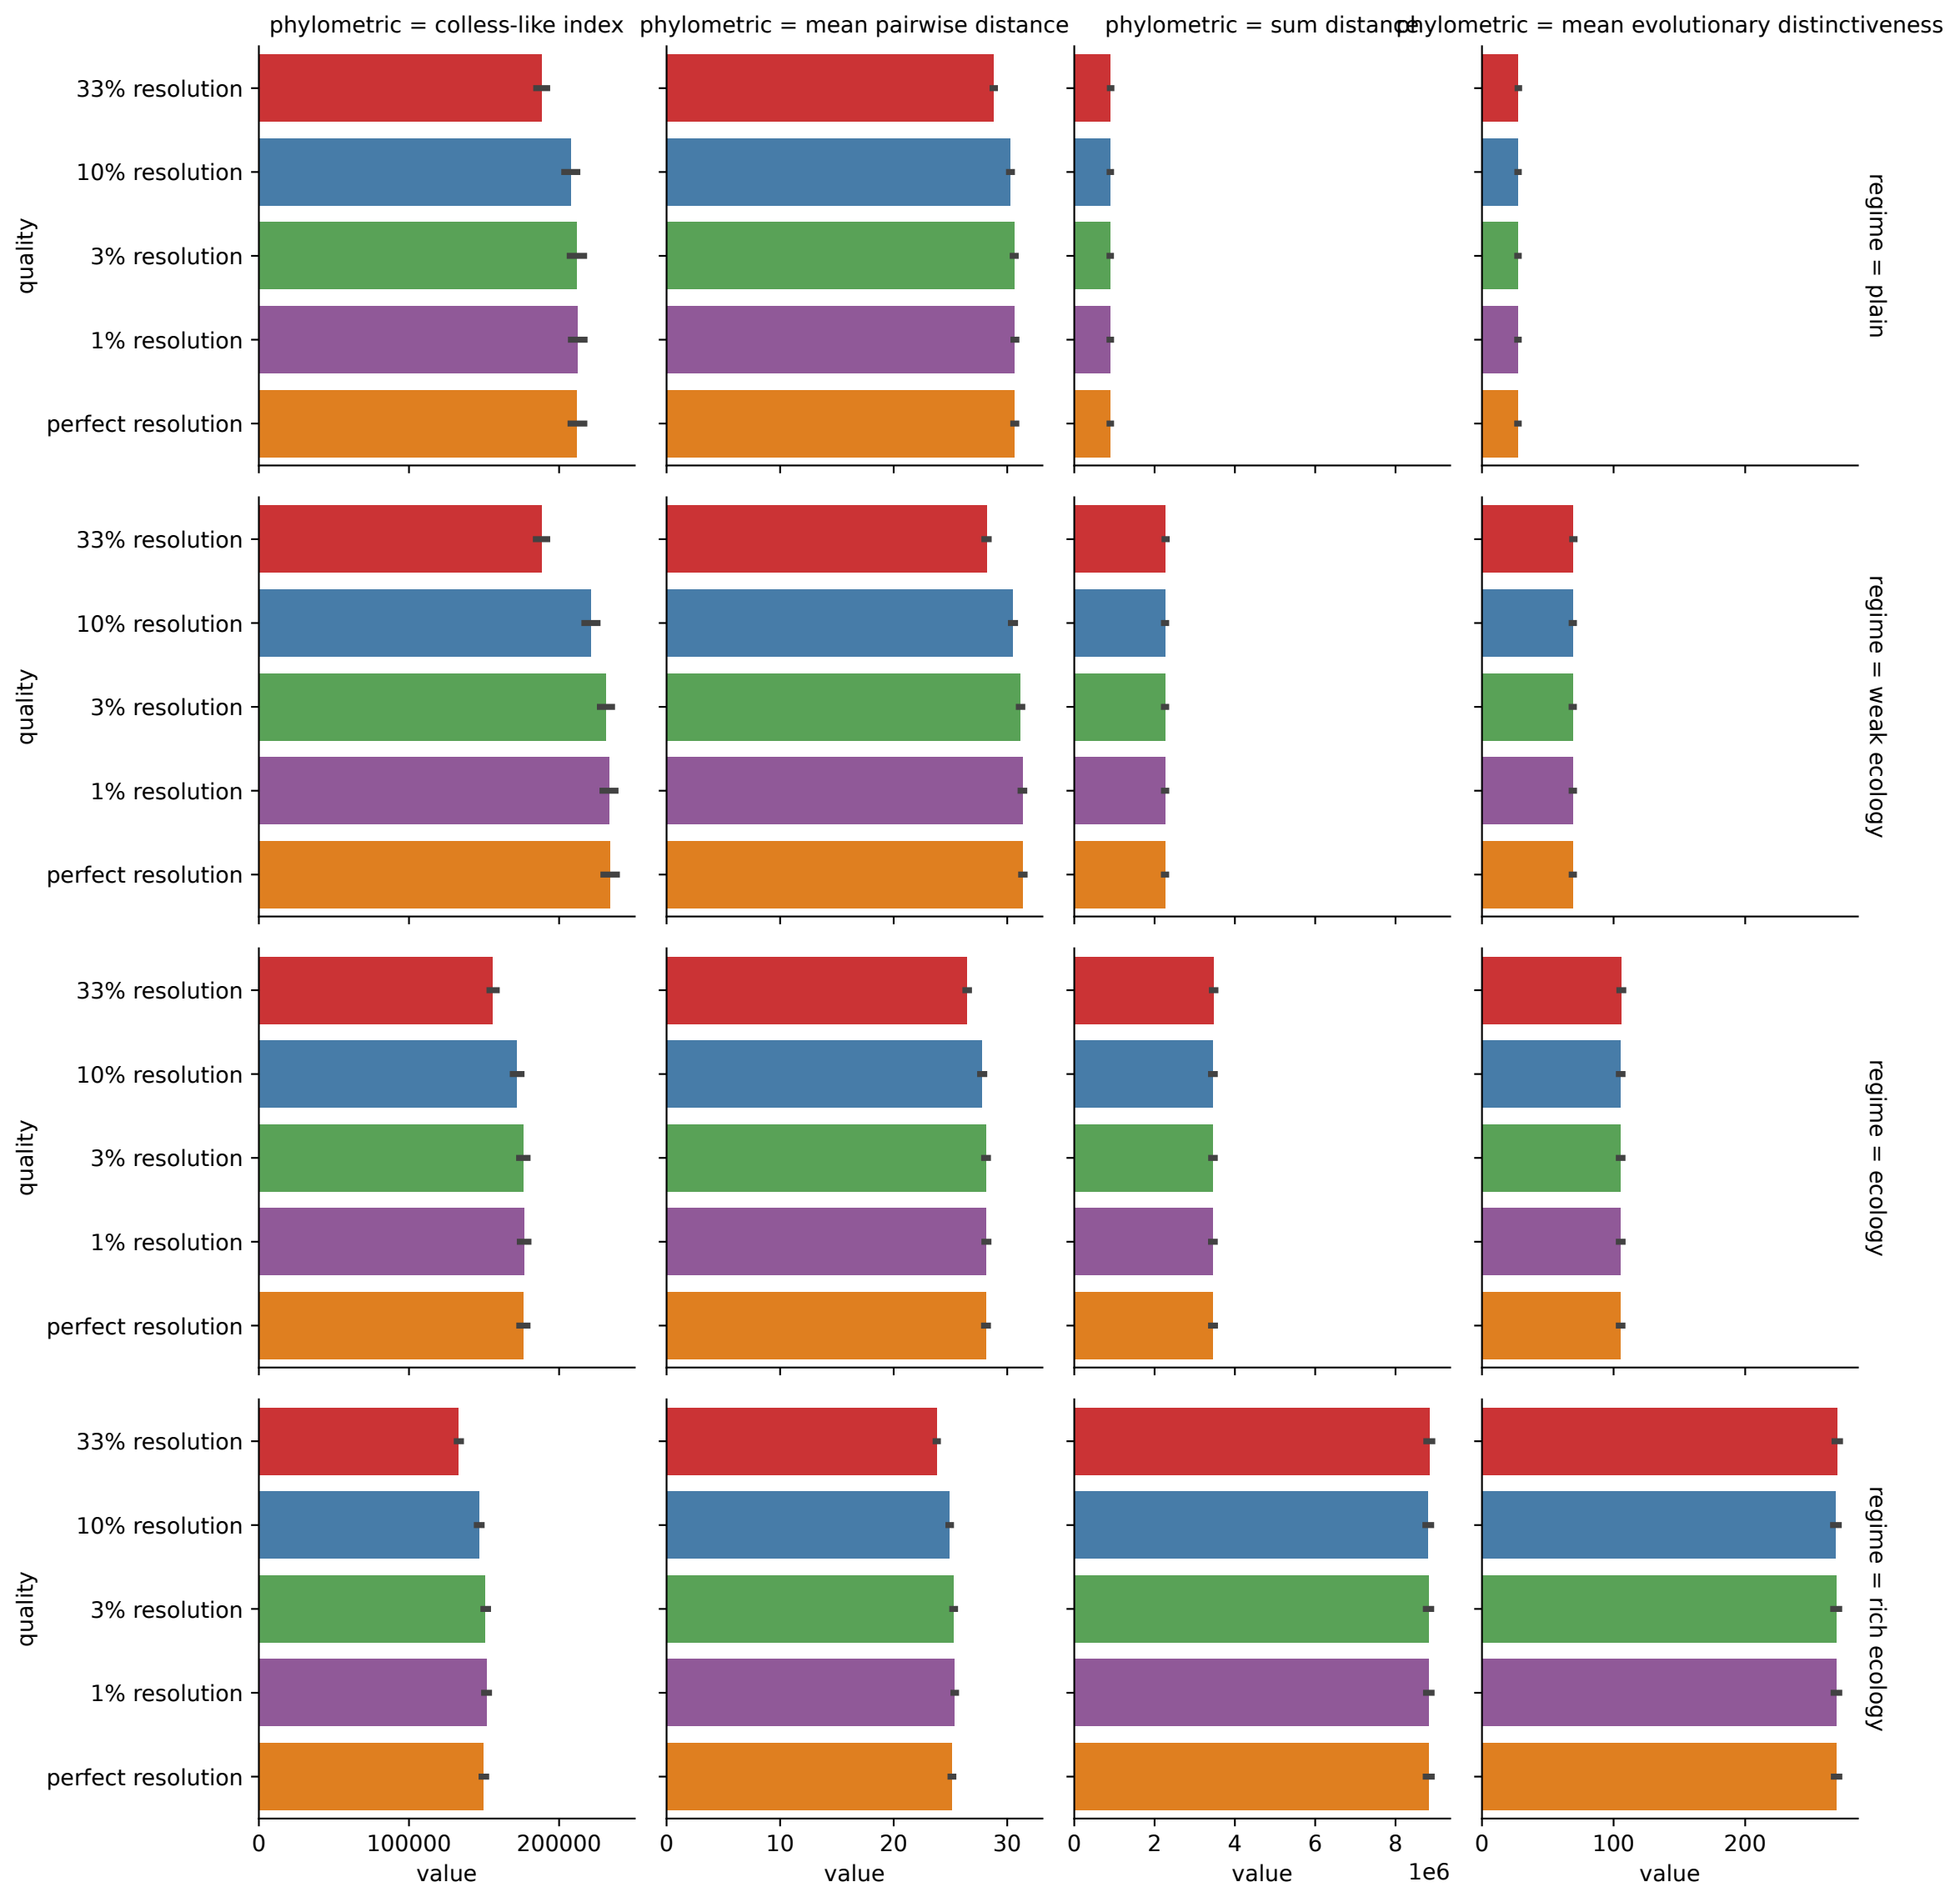 phylometric = colless-like index
phylometric = mean pairwise distance
phylometric = sum distance
phylometric = mean evolutionary distinctiveness
quality
33% resolution
10% resolution
3% resolution
1% resolution
perfect resolution
regime = plain
quality
33% resolution
10% resolution
3% resolution
1% resolution
perfect resolution
regime = weak ecology
quality
33% resolution
10% resolution
3% resolution
1% resolution
perfect resolution
regime = ecology
quality
33% resolution
10% resolution
3% resolution
1% resolution
perfect resolution
regime = rich ecology
0 100000 200000
value
0 10 20 30
value
0 2 4 6 8
1e6
value
0 100 200
value